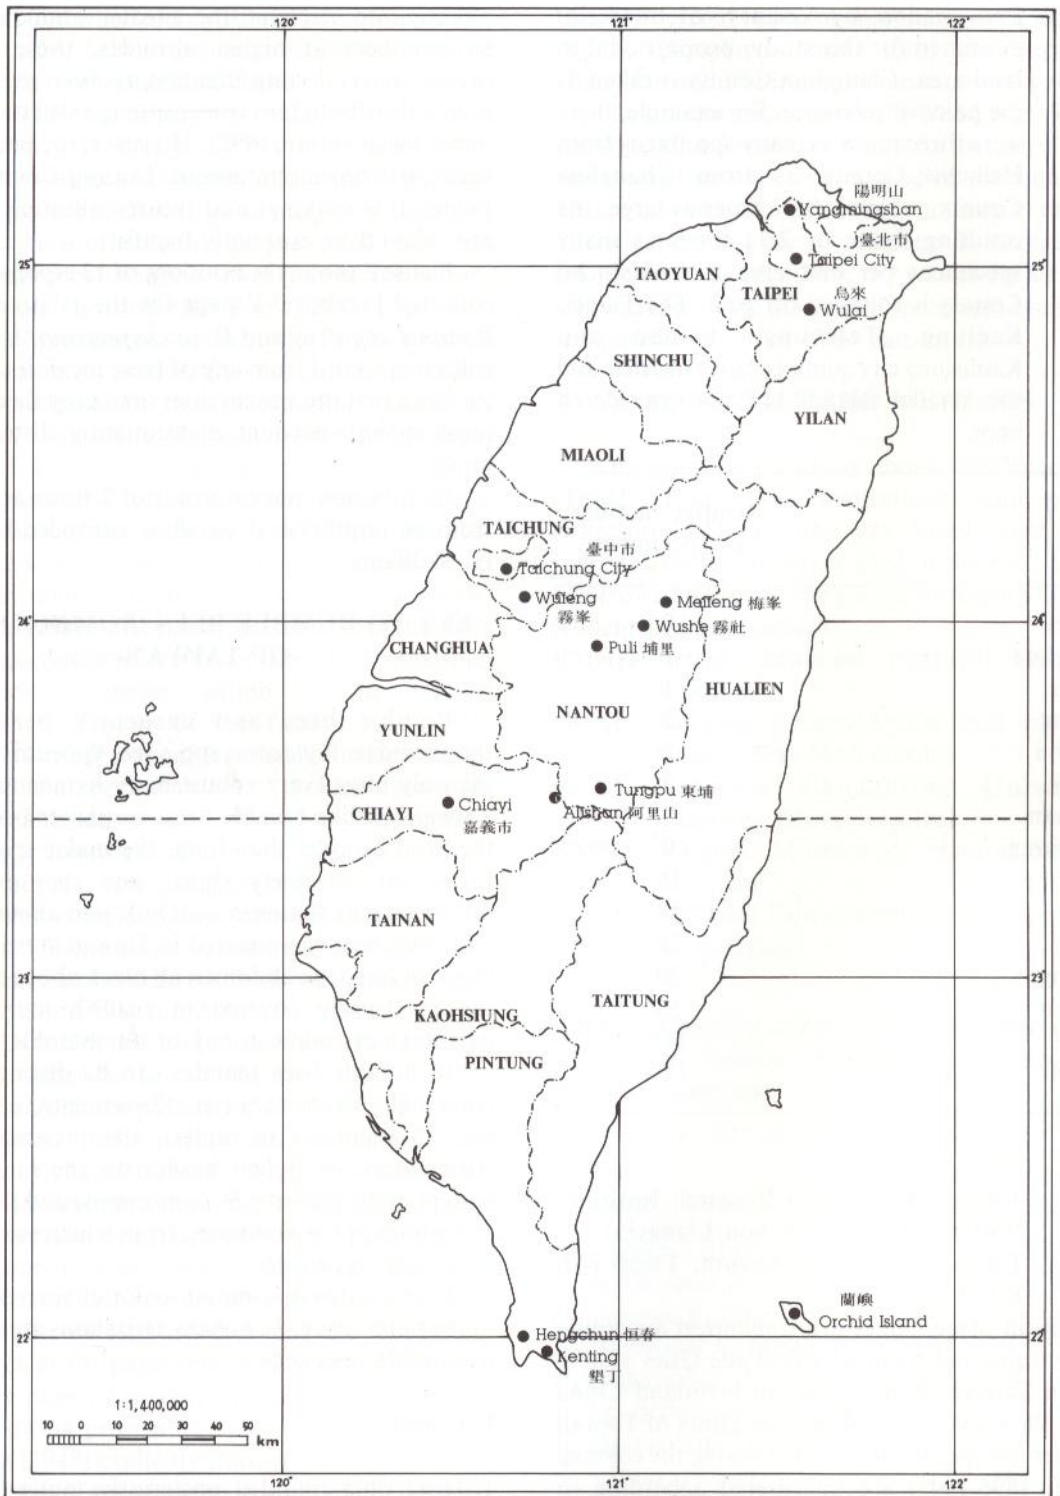 120°
121°
122°
陽明山
Yangmingshan
臺北市
25
TAOYUAN
Taipei City
25
TAIPEI
烏來
Wulai
SHINCHU
YILAN
MIAOLI
TAICHUNG
臺中市
Taichung City
Wufeng
霧峯
Meifeng 梅峯
24
Wushe 霧社
24
CHANGHUA
Puli 埔里
HUALIEN
NANTOU
YUNLIN
Tungpu 東埔
CHIAYI
Chiayi
嘉義市
Alishan 阿里山
TAINAN
23
23
TAITUNG
KAOHSIUNG
PINTUNG
蘭嶼
Orchid Island
22
Hengchun 恒春
22
Kenting
墾丁
1:1,400,000
10 0 10 20 30 40 50
km
120°
121°
122°